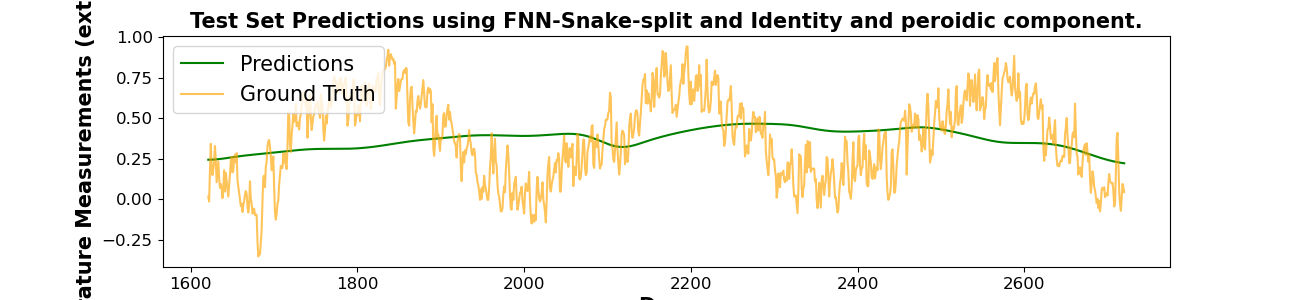 Test Set Predictions using FNN-Snake-split and Identity and peroidic component.
Predictions
Ground Truth
1.00
0.75
0.50
0.25
0.00
−0.25
Measurements
1600 1800 2000 2200 2400 2600